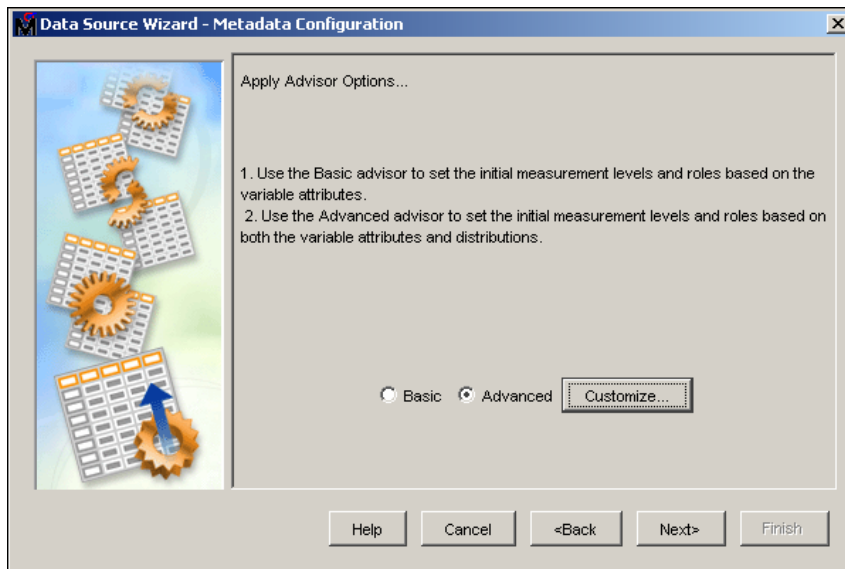 Data Source Wizard - Metadata Configuration
Apply Advisor Options...
1. Use the Basic advisor to set the initial measurement levels and roles based on the
variable attributes.
2. Use the Advanced advisor to set the initial measurement levels and roles based on
both the variable attributes and distributions.
Basic Advanced Customize...
Help Cancel <Back Next> Finish